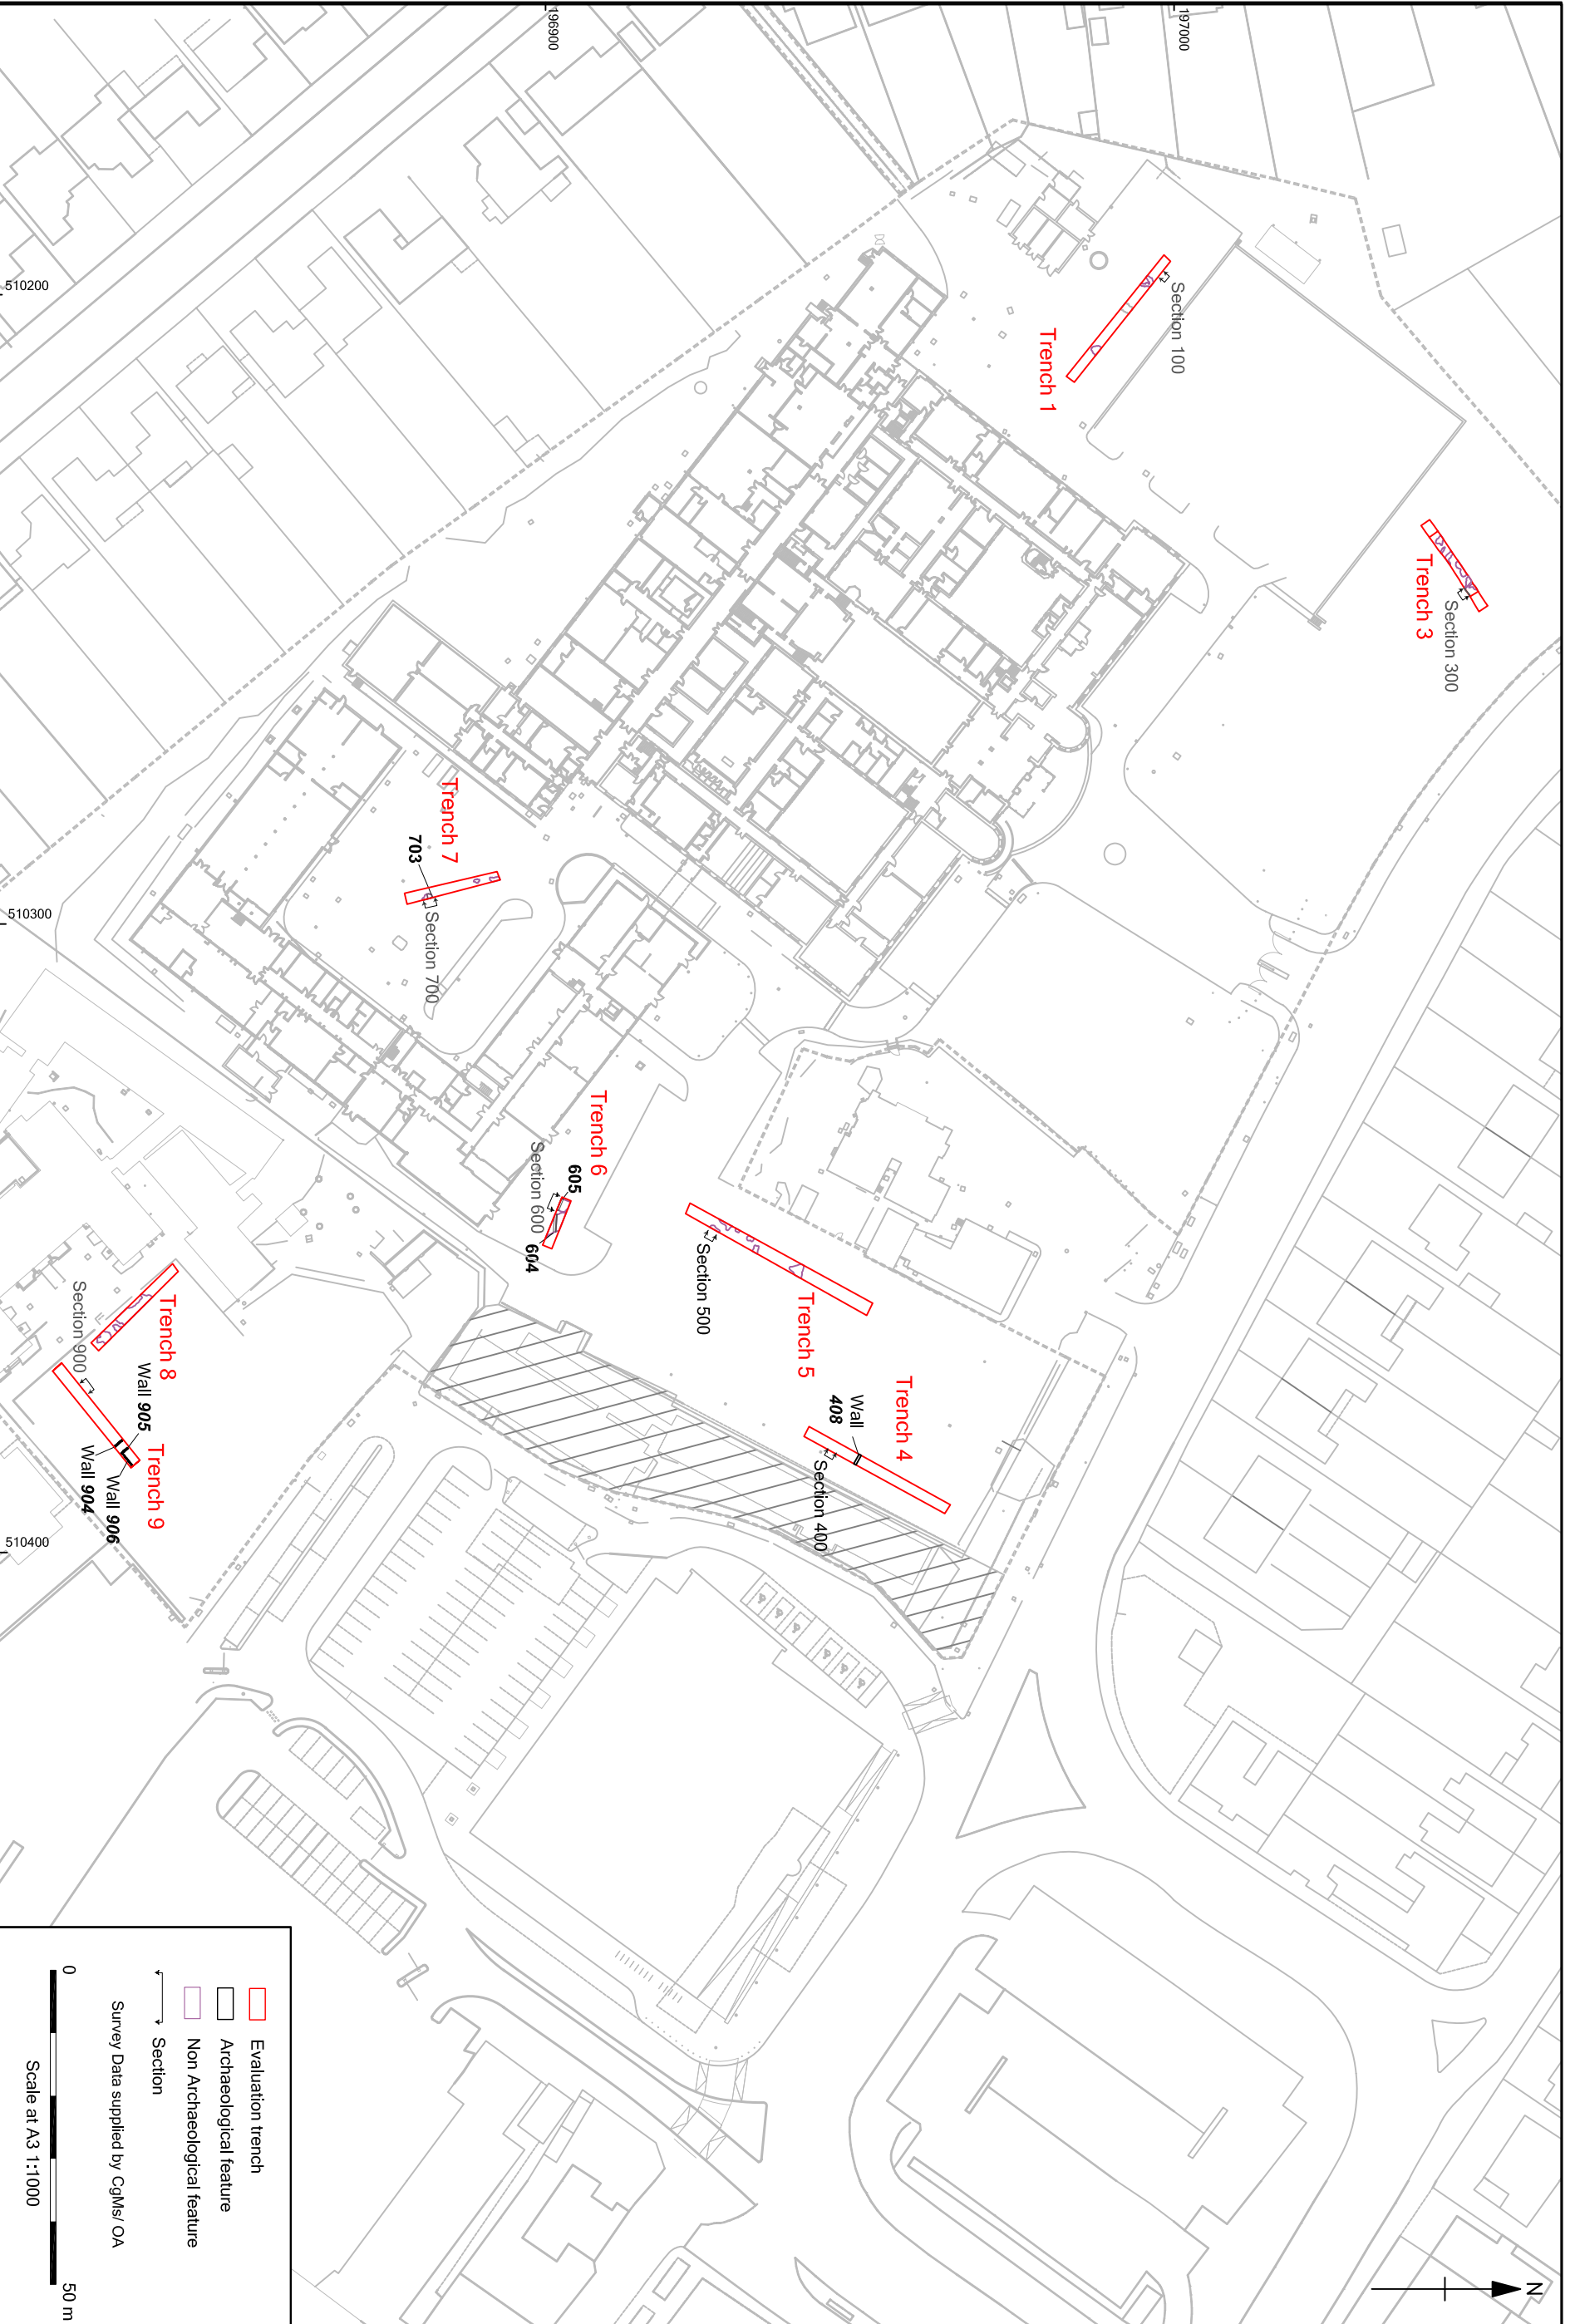 196900
197000
510200
510300
510400
Trench 1
Section 100
Trench 3
Section 300
Trench 7
703
Section 700
Trench 6
605
Section 600
604
Section 500
Trench 5
Trench 4
Wall
408
Section 400
Trench 8
Section 900
Wall 905
Trench 9
Wall 904
Wall 906
N
Evaluation trench
Archaeological feature
Non Archaeological feature
Section
Survey Data supplied by CgMs/ OA
0
50 m
Scale at A3 1:1000